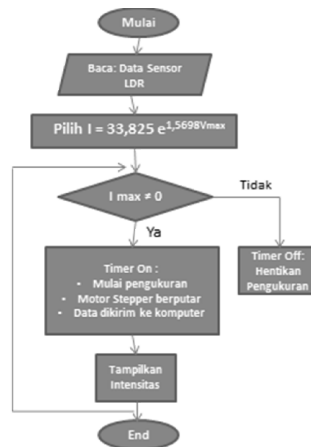 Mulai
Baca: Data Sensor
LDR
Pilih I = 33,825 e^1,5698Vmax
I max ≠ 0
Tidak
Ya
Timer On :
- Mulai pengukuran
- Motor Stepper berputar
- Data dikirim ke komputer
Timer Off:
Hentikan
Pengukuran
Tampilkan
Intensitas
End